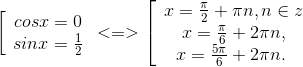 [ cosx = 0
sinx = 1/2 <=> [ x = π/2 + πn, n ∈ z
x = π/6 + 2πn,
x = 5π/6 + 2πn.